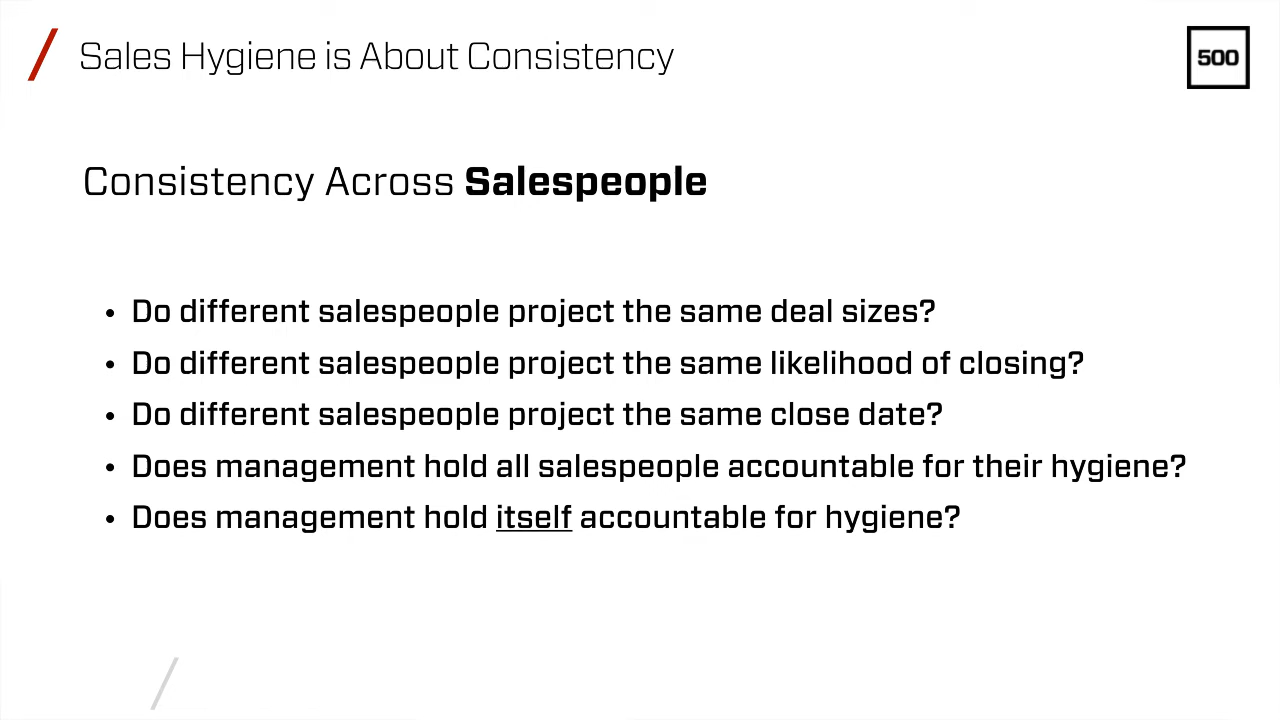 Sales Hygiene is About Consistency
500
Consistency Across Salespeople
• Do different salespeople project the same deal sizes?
• Do different salespeople project the same likelihood of closing?
• Do different salespeople project the same close date?
• Does management hold all salespeople accountable for their hygiene?
• Does management hold itself accountable for hygiene?